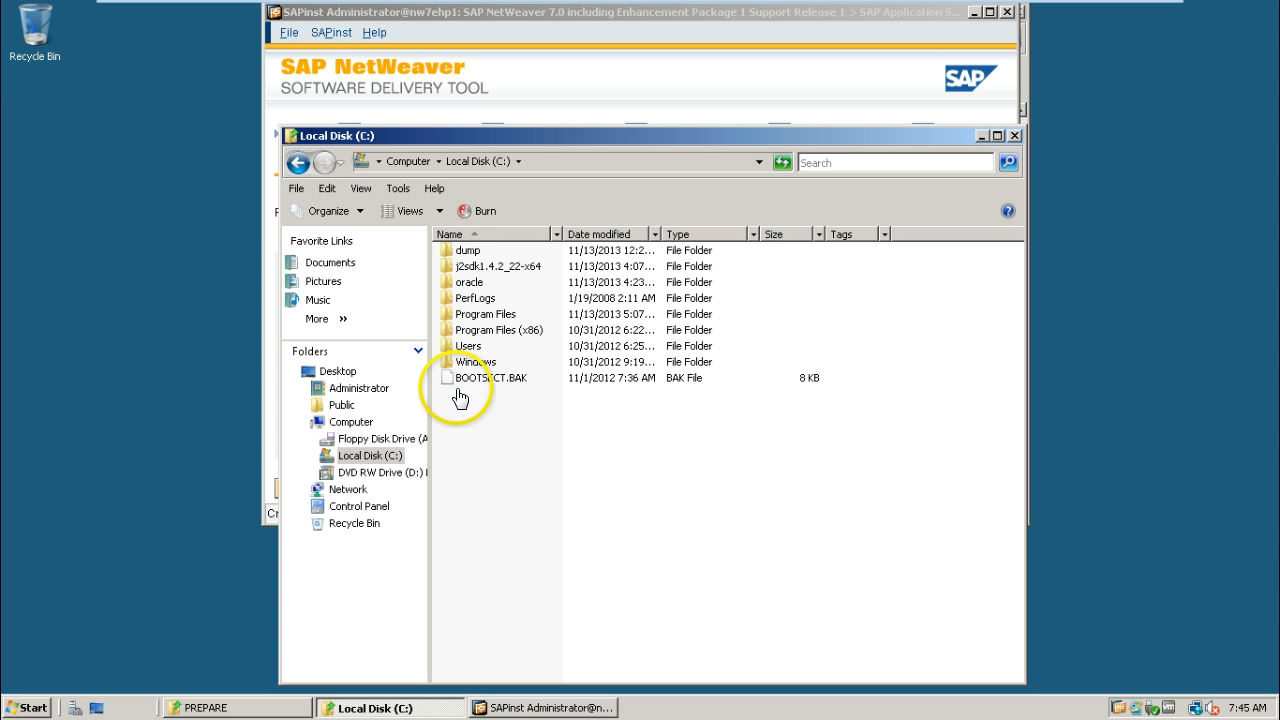 SAPinst Administrator@nw7ehp1: SAP NetWeaver 7.0 including Enhancement Package 1 Support Release 1 > SAP Application S...
Recycle Bin
File SAPinst Help
SAP NetWeaver
SOFTWARE DELIVERY TOOL
SAP
Local Disk (C:)
Computer Local Disk (C:) Search
File Edit View Tools Help
Organize Views Burn
Favorite Links
Documents
Pictures
Music
More »
Folders
Desktop
Administrator
Public
Computer
Floppy Disk Drive (A
Local Disk (C:)
DVD RW Drive (D:)
Network
Control Panel
Recycle Bin
Name Date modified Type Size Tags
dump 11/13/2013 12:2... File Folder
j2sdk1.4.2_22-x64 11/13/2013 4:07... File Folder
oracle 11/13/2013 4:23... File Folder
PerfLogs 1/19/2008 2:11 AM File Folder
Program Files 11/13/2013 5:07... File Folder
Program Files (x86) 10/31/2012 6:22... File Folder
Users 10/31/2012 6:25... File Folder
Windows 10/31/2012 9:19... File Folder
BOOTSECT.BAK 11/1/2012 7:36 AM BAK File 8 KB
Start PREPARE Local Disk (C:) SAPinst Administrator@n... 7:45 AM